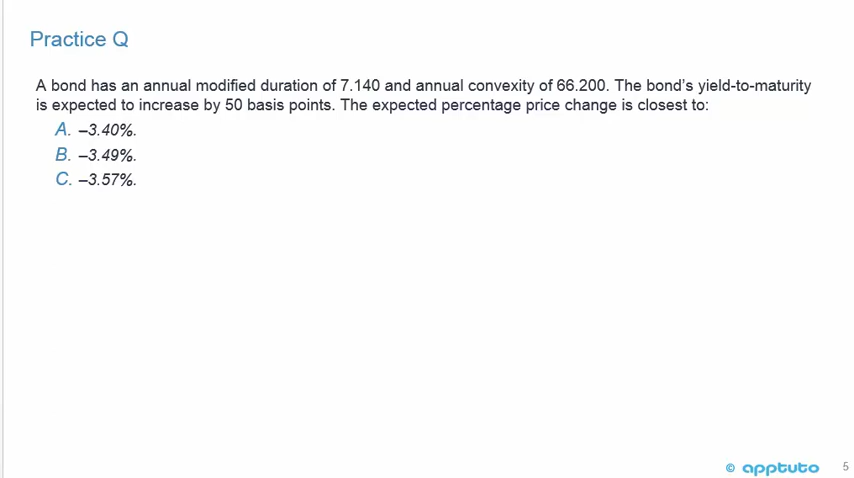 Practice Q
A bond has an annual modified duration of 7.140 and annual convexity of 66.200. The bond's yield-to-maturity
is expected to increase by 50 basis points. The expected percentage price change is closest to:
A. –3.40%.
B. –3.49%.
C. –3.57%.
© apptuto 5